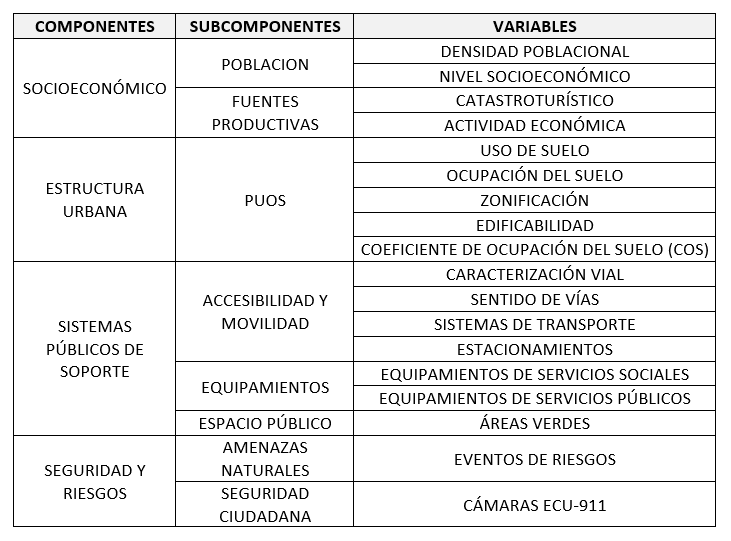 COMPONENTES SUBCOMPONENTES VARIABLES
SOCIOECONÓMICO
POBLACION
DENSIDAD POBLACIONAL
NIVEL SOCIOECONÓMICO
FUENTES
PRODUCTIVAS
CATASTROTURÍSTICO
ACTIVIDAD ECONÓMICA
ESTRUCTURA
URBANA
PUOS
USO DE SUELO
OCUPACIÓN DEL SUELO
ZONIFICACIÓN
EDIFICABILIDAD
COEFICIENTE DE OCUPACIÓN DEL SUELO (COS)
SISTEMAS
PÚBLICOS DE
SOPORTE
ACCESIBILIDAD Y
MOVILIDAD
CARACTERIZACIÓN VIAL
SENTIDO DE VÍAS
SISTEMAS DE TRANSPORTE
ESTACIONAMIENTOS
EQUIPAMIENTOS
EQUIPAMIENTOS DE SERVICIOS SOCIALES
EQUIPAMIENTOS DE SERVICIOS PÚBLICOS
ESPACIO PÚBLICO
ÁREAS VERDES
SEGURIDAD Y
RIESGOS
AMENAZAS
NATURALES
EVENTOS DE RIESGOS
SEGURIDAD
CIUDADANA
CÁMARAS ECU-911